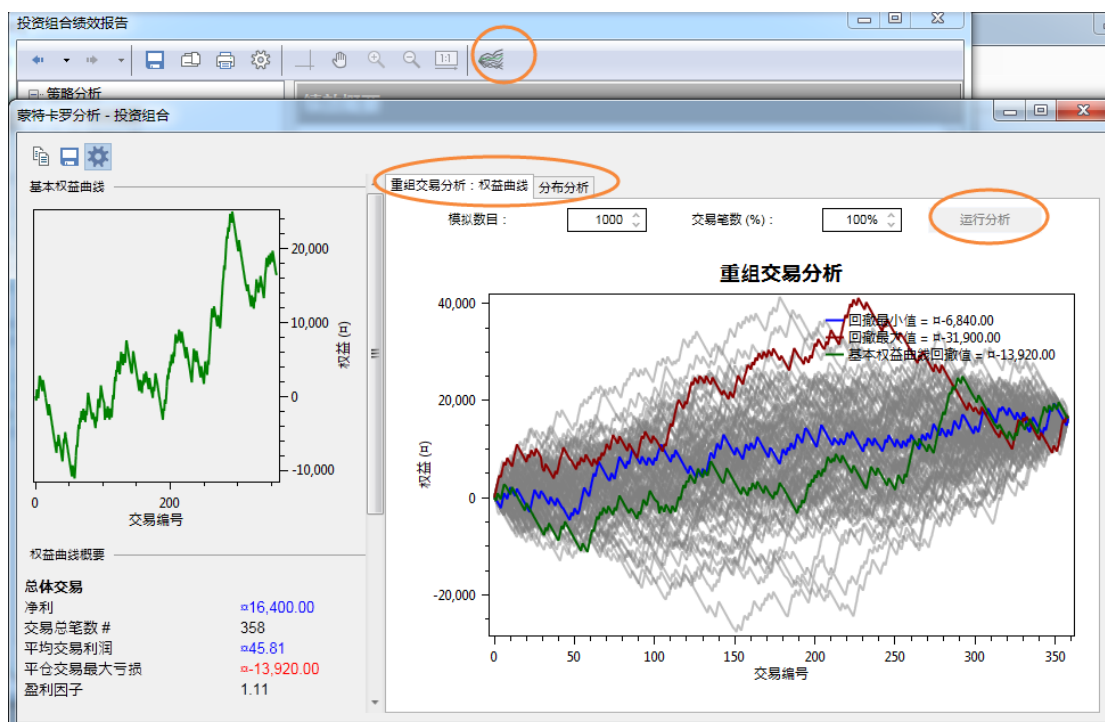 投资组合绩效报告
1:1
策略分析
蒙特卡罗分析 - 投资组合
基本权益曲线
20,000
10,000
0
-10,000
权益 (¤)
0 200
交易编号
权益曲线概要
总体交易
净利 ¤16,400.00
交易总笔数 # 358
平均交易利润 ¤45.81
平仓交易最大亏损 ¤-13,920.00
盈利因子 1.11
重组交易分析：权益曲线 分布分析
模拟数目： 1000 交易笔数 (%)： 100% 运行分析
重组交易分析
回撤最小值 = ¤-6,840.00
回撤最大值 = ¤-31,900.00
基本权益曲线回撤值 = ¤-13,920.00
40,000
20,000
0
-20,000
权益 (¤)
0 50 100 150 200 250 300 350
交易编号